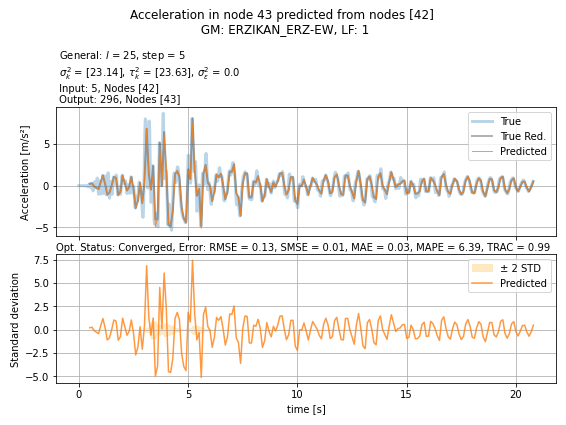 Acceleration in node 43 predicted from nodes [42]
GM: ERZIKAN_ERZ-EW, LF: 1
General: l = 25, step = 5
σ²ₖ = [23.14], τ²ₖ = [23.63], σ²ε = 0.0
Input: 5, Nodes [42]
Output: 296, Nodes [43]
Acceleration [m/s²]
5
0
−5
True
True Red.
Predicted
Opt. Status: Converged, Error: RMSE = 0.13, SMSE = 0.01, MAE = 0.03, MAPE = 6.39, TRAC = 0.99
Standard deviation
7.5
5.0
2.5
0.0
−2.5
−5.0
± 2 STD
Predicted
0
5
10
15
20
time [s]